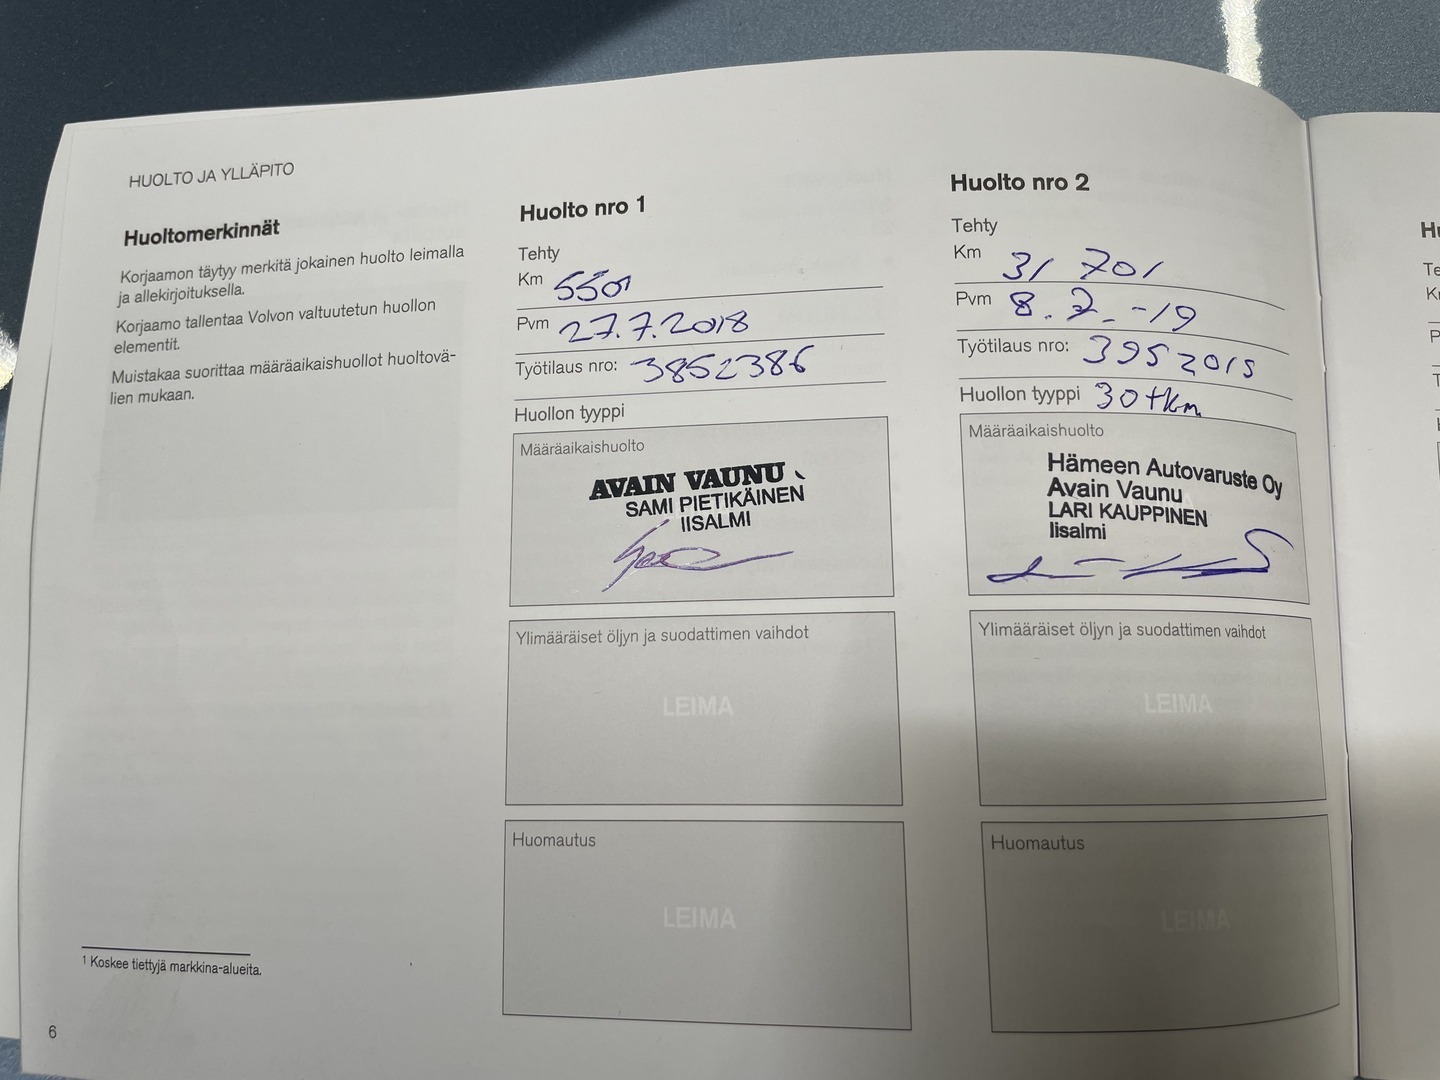 HUOLTO JA YLLÄPITO
Huoltomerkinnät
Korjaamon täytyy merkitä jokainen huolto leimalla
ja allekirjoituksella.
Korjaamo tallentaa Volvon valtuutetun huollon
elementit.
Muistakaa suorittaa määräaikaishuollot huoltovä-
lien mukaan.
1 Koskee tiettyjä markkina-alueita.
6
Huolto nro 1
Tehty
Km 5501
Pvm 27.7.2018
Työtilaus nro: 3852386
Huollon tyyppi
Määräaikaishuolto
AVAIN VAUNU
SAMI PIETIKÄINEN
IISALMI
Ylimääräiset öljyn ja suodattimen vaihdot
LEIMA
Huomautus
LEIMA
Huolto nro 2
Tehty
Km 31 701
Pvm 8.7.-19
Työtilaus nro: 3952015
Huollon tyyppi 30tkm
Määräaikaishuolto
Hämeen Autovaruste Oy
Avain Vaunu
LARI KAUPPINEN
Iisalmi
Ylimääräiset öljyn ja suodattimen vaihdot
LEIMA
Huomautus
LEIMA